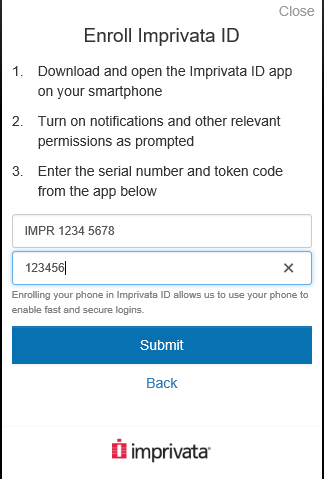 Close
Enroll Imprivata ID
1. Download and open the Imprivata ID app
on your smartphone
2. Turn on notifications and other relevant
permissions as prompted
3. Enter the serial number and token code
from the app below
IMPR 1234 5678
123456
Enrolling your phone in Imprivata ID allows us to use your phone to
enable fast and secure logins.
Submit
Back
imprivata